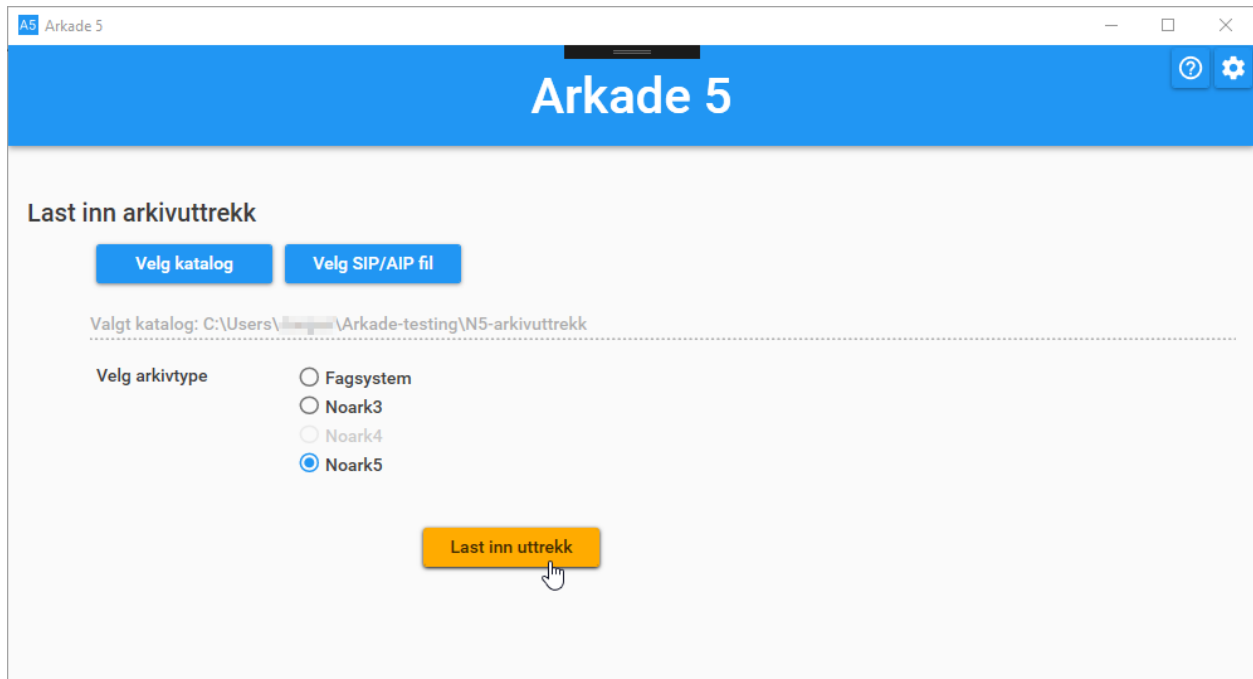 A5 Arkade 5
Arkade 5
Last inn arkivuttrekk
Velg katalog Velg SIP/AIP fil
Valgt katalog: C:\Users\ \Arkade-testing\N5-arkivuttrekk
Velg arkivtype
Fagsystem
Noark3
Noark4
Noark5
Last inn uttrekk